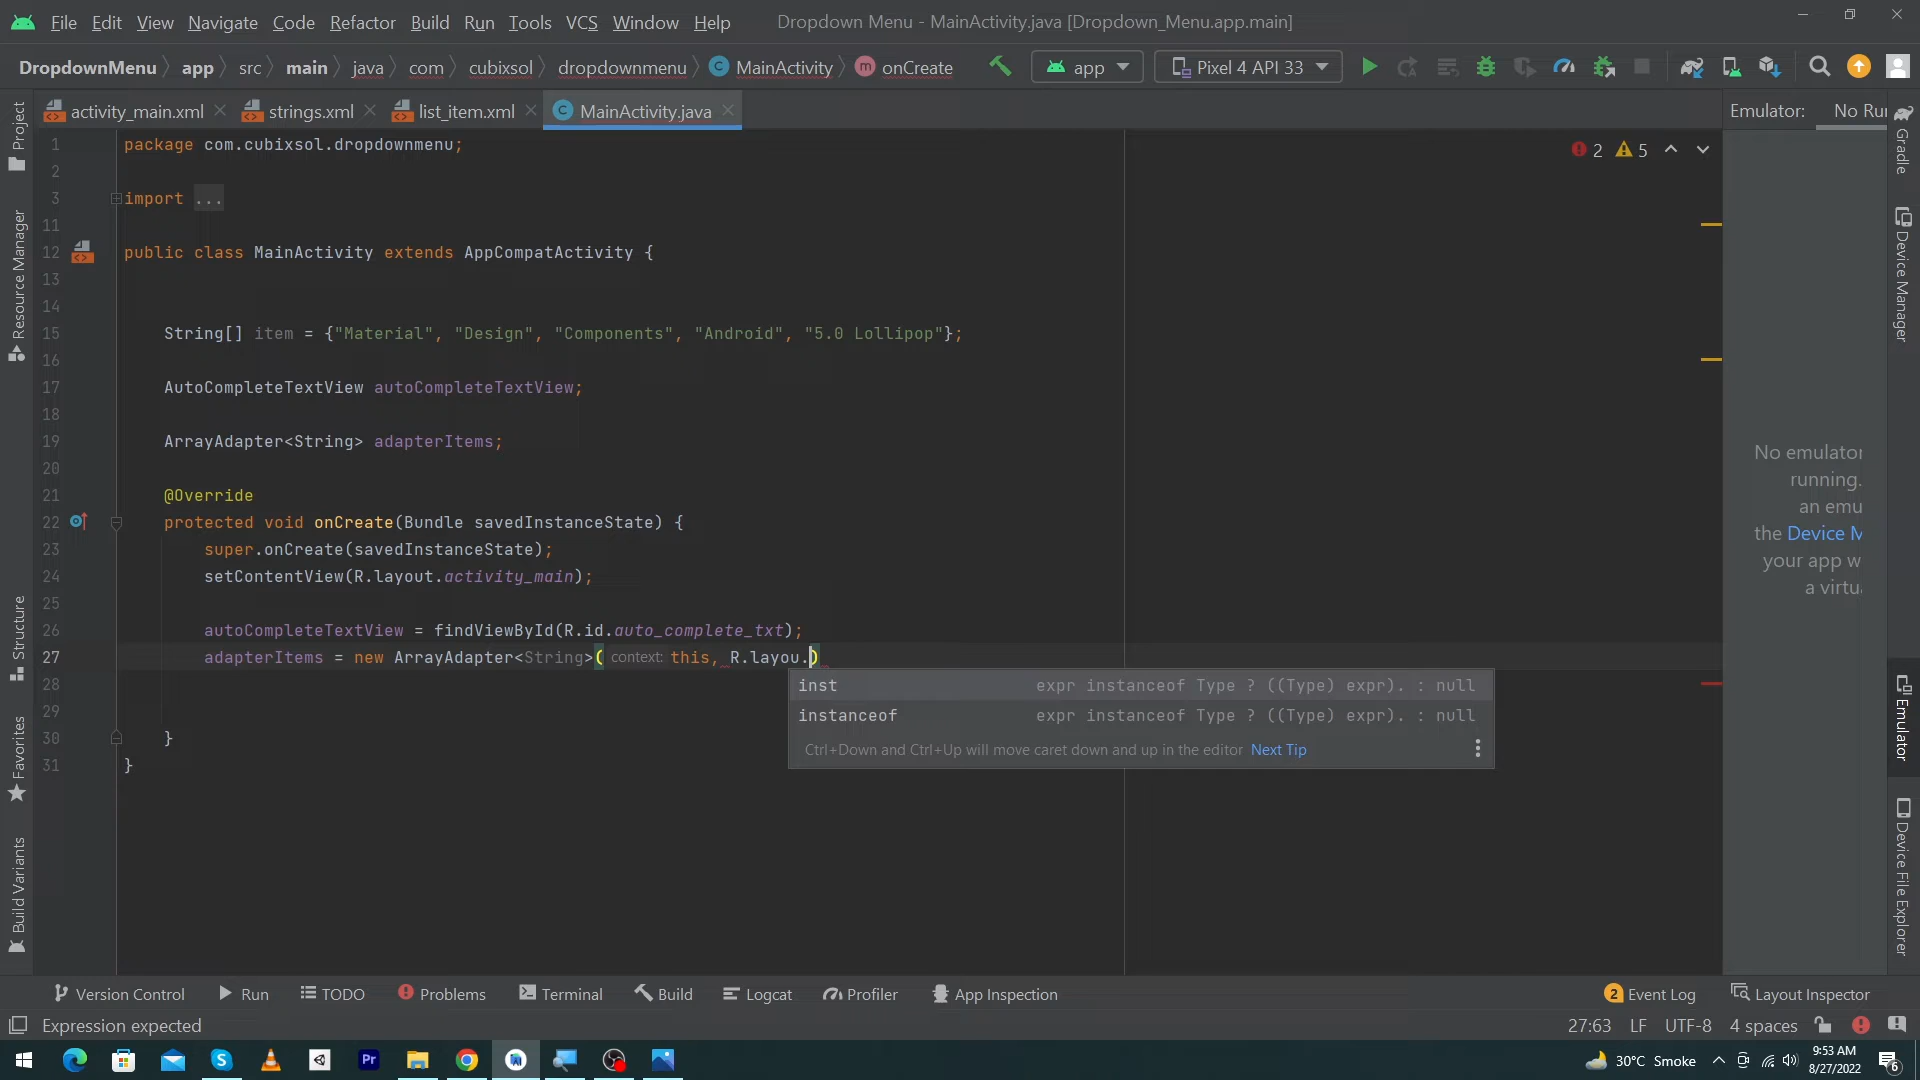 File Edit View Navigate Code Refactor Build Run Tools VCS Window Help Dropdown Menu - MainActivity.java [Dropdown_Menu.app.main]
DropdownMenu app src main java com cubixsol dropdownmenu MainActivity onCreate app Pixel 4 API 33
activity_main.xml strings.xml list_item.xml MainActivity.java Emulator: No Ru
1 package com.cubixsol.dropdownmenu;
2 5
2
3 import ...
11
12 public class MainActivity extends AppCompatActivity {
13
14
15 String[] item = {"Material", "Design", "Components", "Android", "5.0 Lollipop"};
16
17 AutoCompleteTextView autoCompleteTextView;
18
19 ArrayAdapter<String> adapterItems;
20
21 @Override
22 protected void onCreate(Bundle savedInstanceState) {
23 super.onCreate(savedInstanceState);
24 setContentView(R.layout.activity_main);
25
26 autoCompleteTextView = findViewById(R.id.auto_complete_txt);
27 adapterItems = new ArrayAdapter<String>( context: this, R.layou.)
28
29
30 }
31 }
inst expr instanceof Type ? ((Type) expr). : null
instanceof expr instanceof Type ? ((Type) expr). : null
Ctrl+Down and Ctrl+Up will move caret down and up in the editor Next Tip
No emulator
running.
an emu
the Device M
your app w
a virtu
Project
Resource Manager
Structure
Favorites
Build Variants
Gradle
Device Manager
Emulator
Device File Explorer
Version Control Run TODO Problems Terminal Build Logcat Profiler App Inspection 2 Event Log Layout Inspector
Expression expected 27:63 LF UTF-8 4 spaces
Pr 30°C Smoke 9:53 AM
8/27/2022 6